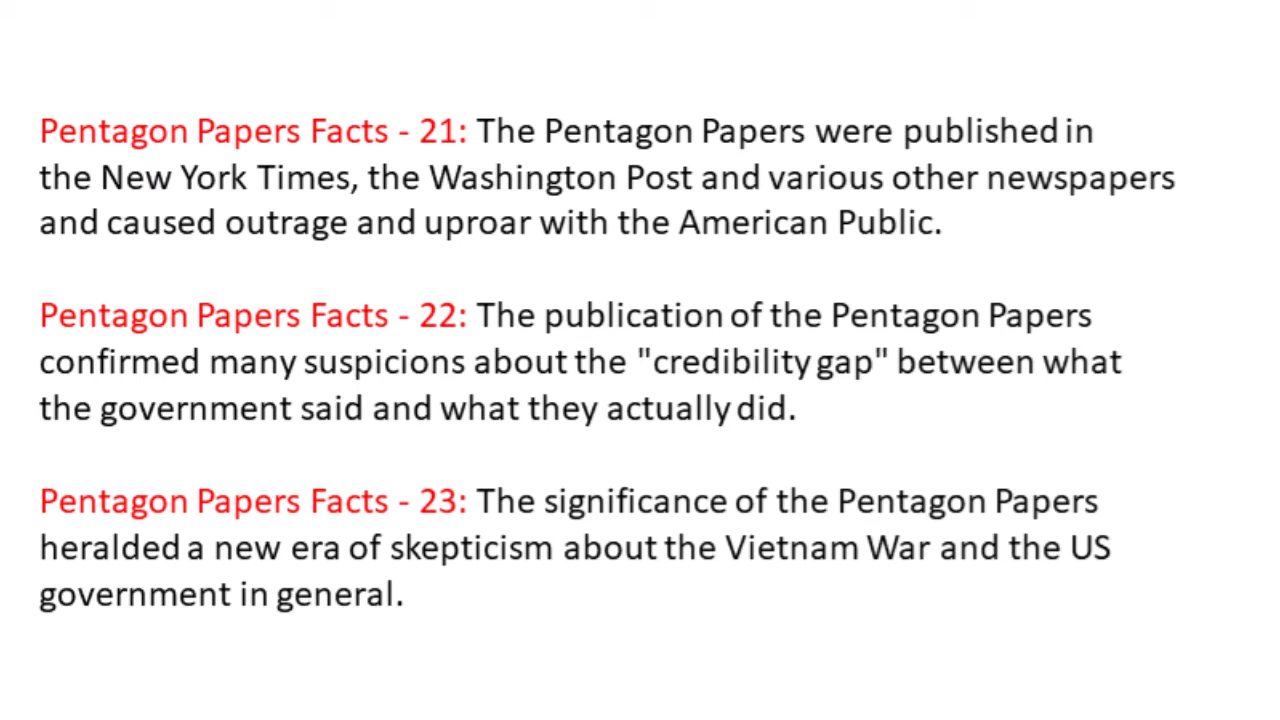 Pentagon Papers Facts - 21: The Pentagon Papers were published in
the New York Times, the Washington Post and various other newspapers
and caused outrage and uproar with the American Public.
Pentagon Papers Facts - 22: The publication of the Pentagon Papers
confirmed many suspicions about the "credibility gap" between what
the government said and what they actually did.
Pentagon Papers Facts - 23: The significance of the Pentagon Papers
heralded a new era of skepticism about the Vietnam War and the US
government in general.